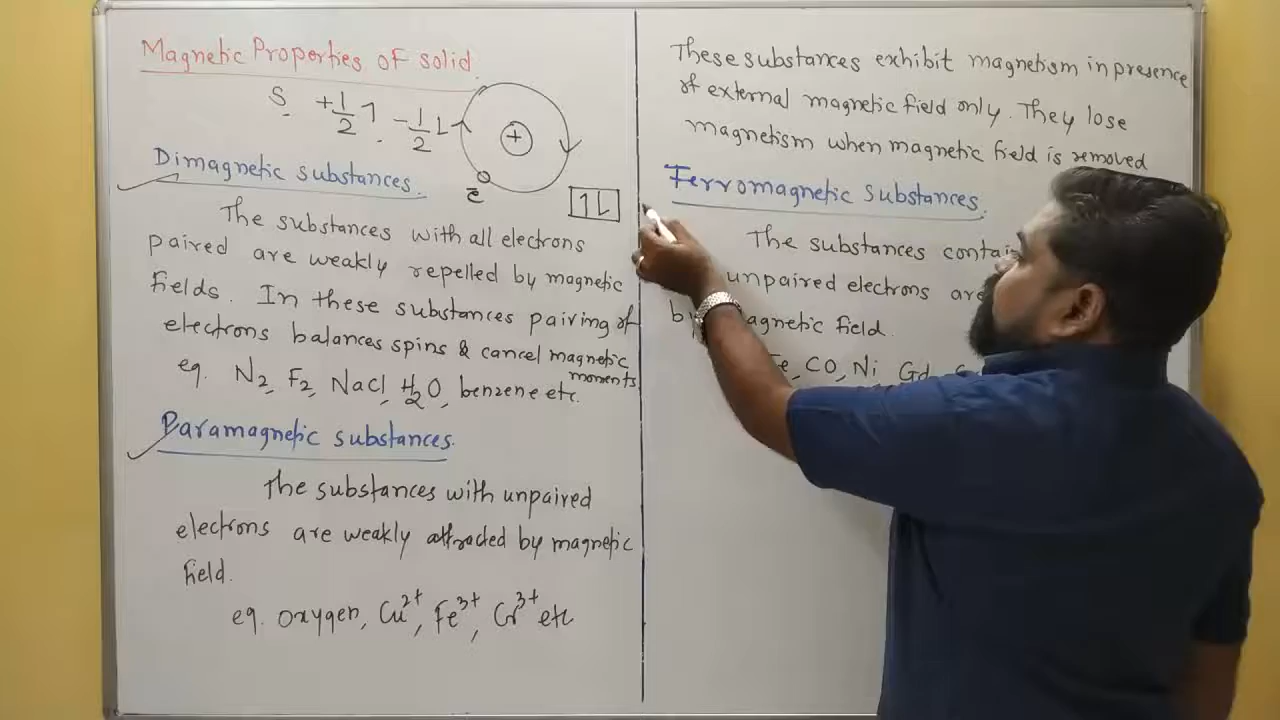 Magnetic Properties of solid.
S +1/2 1 -1/2 L
+
e̅
1L
Dimagnetic substances.
The substances with all electrons
paired are weakly repelled by magnetic
fields. In these substances pairing of
electrons balances spins & cancel magnetic
moments
eg. N2, F2, NaCl, H2O, benzene etc.
Paramagnetic substances.
The substances with unpaired
electrons are weakly attracted by magnetic
field.
eg. oxygen, Cu2+, Fe3+, Cr3+ etc
These substances exhibit magnetism in presence
of external magnetic field only. They lose
magnetism when magnetic field is removed
Ferromagnetic Substances.
The substances
unpaired electrons are
magnetic field.
Fe, CO, Ni, Gd